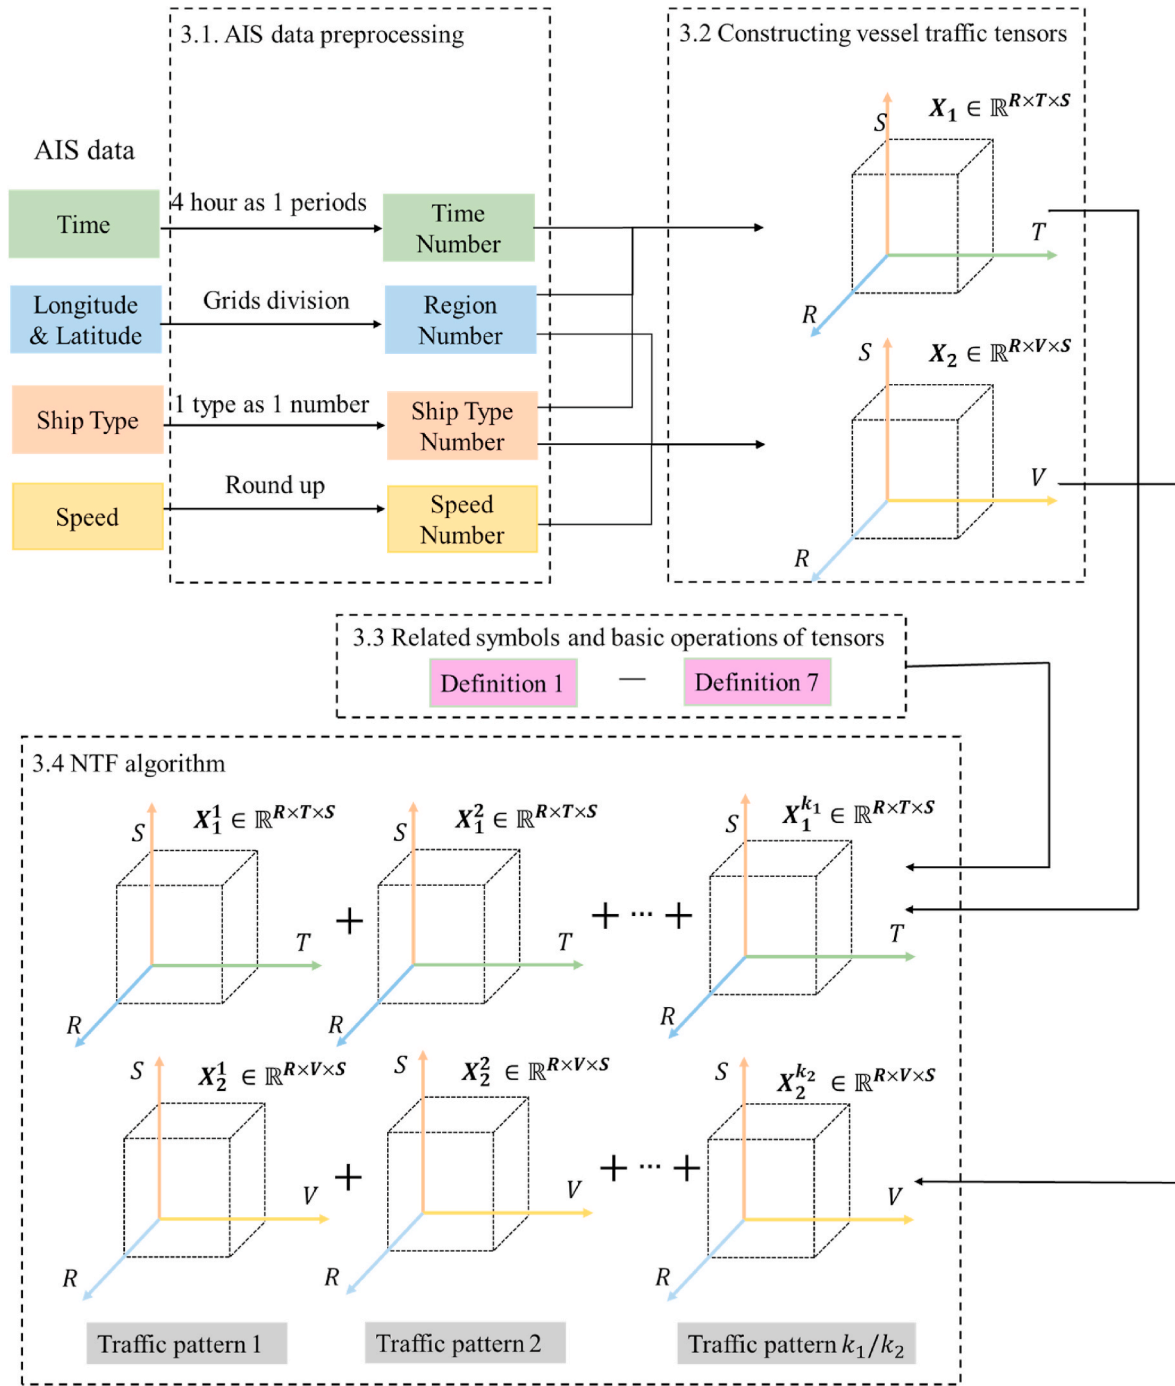 3.1. AIS data preprocessing
3.2 Constructing vessel traffic tensors
AIS data
Time
4 hour as 1 periods
Time
Number
Longitude
& Latitude
Grids division
Region
Number
Ship Type
1 type as 1 number
Ship Type
Number
Speed
Round up
Speed
Number
S
X₁ ∈ ℝ^{R×T×S}
T
R
S
X₂ ∈ ℝ^{R×V×S}
V
R
3.3 Related symbols and basic operations of tensors
Definition 1 — Definition 7
3.4 NTF algorithm
S
X₁¹ ∈ ℝ^{R×T×S}
T
R
+
S
X₁² ∈ ℝ^{R×T×S}
T
R
+ ··· +
S
X₁^{k₁} ∈ ℝ^{R×T×S}
T
R
S
X₂¹ ∈ ℝ^{R×V×S}
V
R
+
S
X₂² ∈ ℝ^{R×V×S}
V
R
+ ··· +
S
X₂^{k₂} ∈ ℝ^{R×V×S}
V
R
Traffic pattern 1
Traffic pattern 2
Traffic pattern k₁/k₂